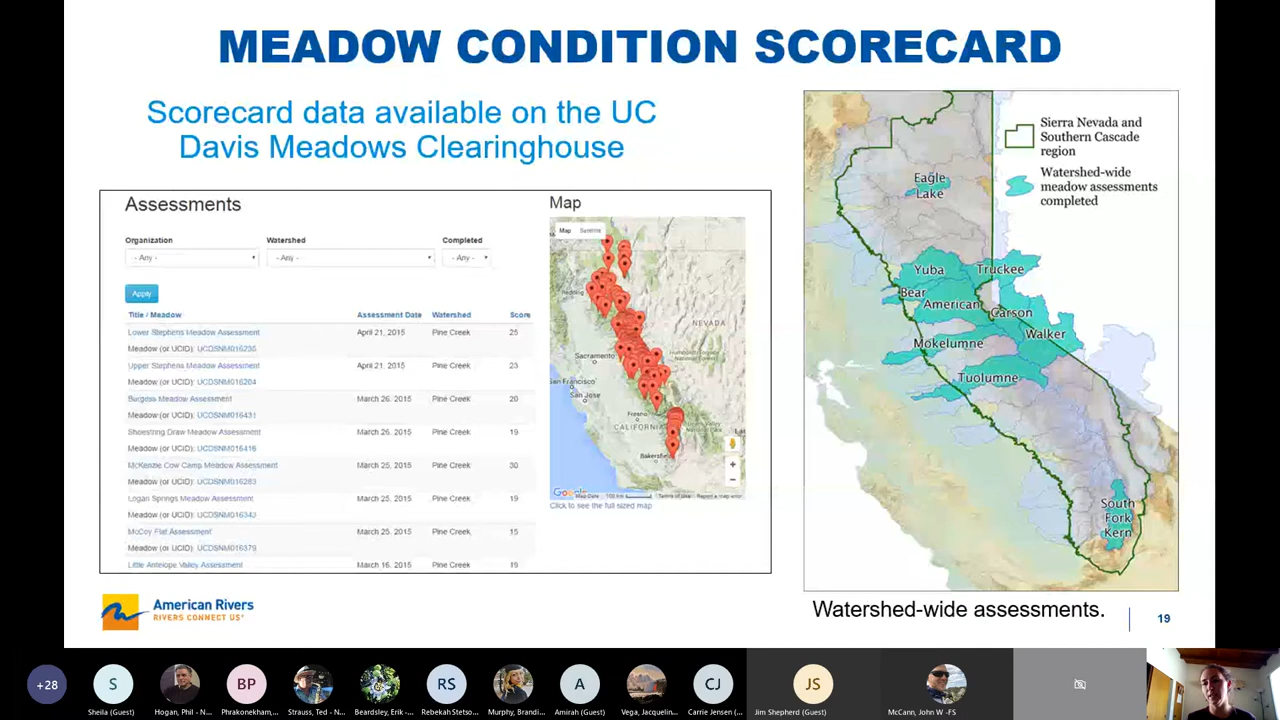 MEADOW CONDITION SCORECARD
Scorecard data available on the UC
Davis Meadows Clearinghouse
Assessments
Organization
Watershed
Completed
- Any -
- Any -
- Any -
Apply
Title / Meadow
Assessment Date
Watershed
Score
Lower Stephens Meadow Assessment
April 21, 2015
Pine Creek
25
Meadow (or UCID): UCDSNM016235
Upper Stephens Meadow Assessment
April 21, 2015
Pine Creek
23
Meadow (or UCID): UCDSNM016204
Burgess Meadow Assessment
March 26, 2015
Pine Creek
20
Meadow (or UCID): UCDSNM016431
Shoestring Draw Meadow Assessment
March 26, 2015
Pine Creek
19
Meadow (or UCID): UCDSNM016416
McKenzie Cow Camp Meadow Assessment
March 25, 2015
Pine Creek
30
Meadow (or UCID): UCDSNM016263
Logan Springs Meadow Assessment
March 25, 2015
Pine Creek
19
Meadow (or UCID): UCDSNM016343
McCoy Flat Assessment
March 25, 2015
Pine Creek
15
Meadow (or UCID): UCDSNM016379
Little Antelope Valley Assessment
March 16, 2015
Pine Creek
19
Map
Map
Satellite
Redding
NEVADA
Humboldt-Toiyabe
National Forest
Sacramento
San Francisco
San Jose
Fresno
CALIFORNIA
Bakersfield
Google
Map Data
100 km
Terms of Use
Report a map error
Click to see the full sized map
Sierra Nevada and
Southern Cascade
region
Watershed-wide
meadow assessments
completed
Eagle
Lake
Yuba
Truckee
Bear
American
Carson
Walker
Mokelumne
Tuolumne
South
Fork
Kern
Watershed-wide assessments.
American Rivers
RIVERS CONNECT US
19
+28
S
BP
RS
A
CJ
JS
Sheila (Guest)
Hogan, Phil - N...
Phrakonekham,...
Strauss, Ted - N...
Beardsley, Erik -...
Rebekah Stetso...
Murphy, Brandi...
Amirah (Guest)
Vega, Jacquelin...
Carrie Jensen (...
Jim Shepherd (Guest)
McCann, John W -FS